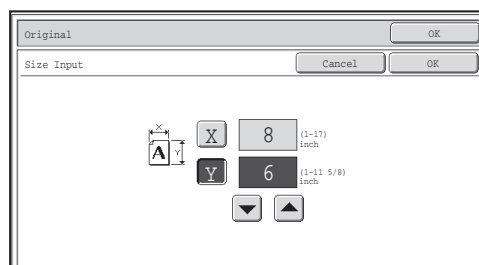 Original OK
Size Input Cancel OK
X
A Y
X 8 (1-17)
inch
Y 6 (1-11 5/8)
inch